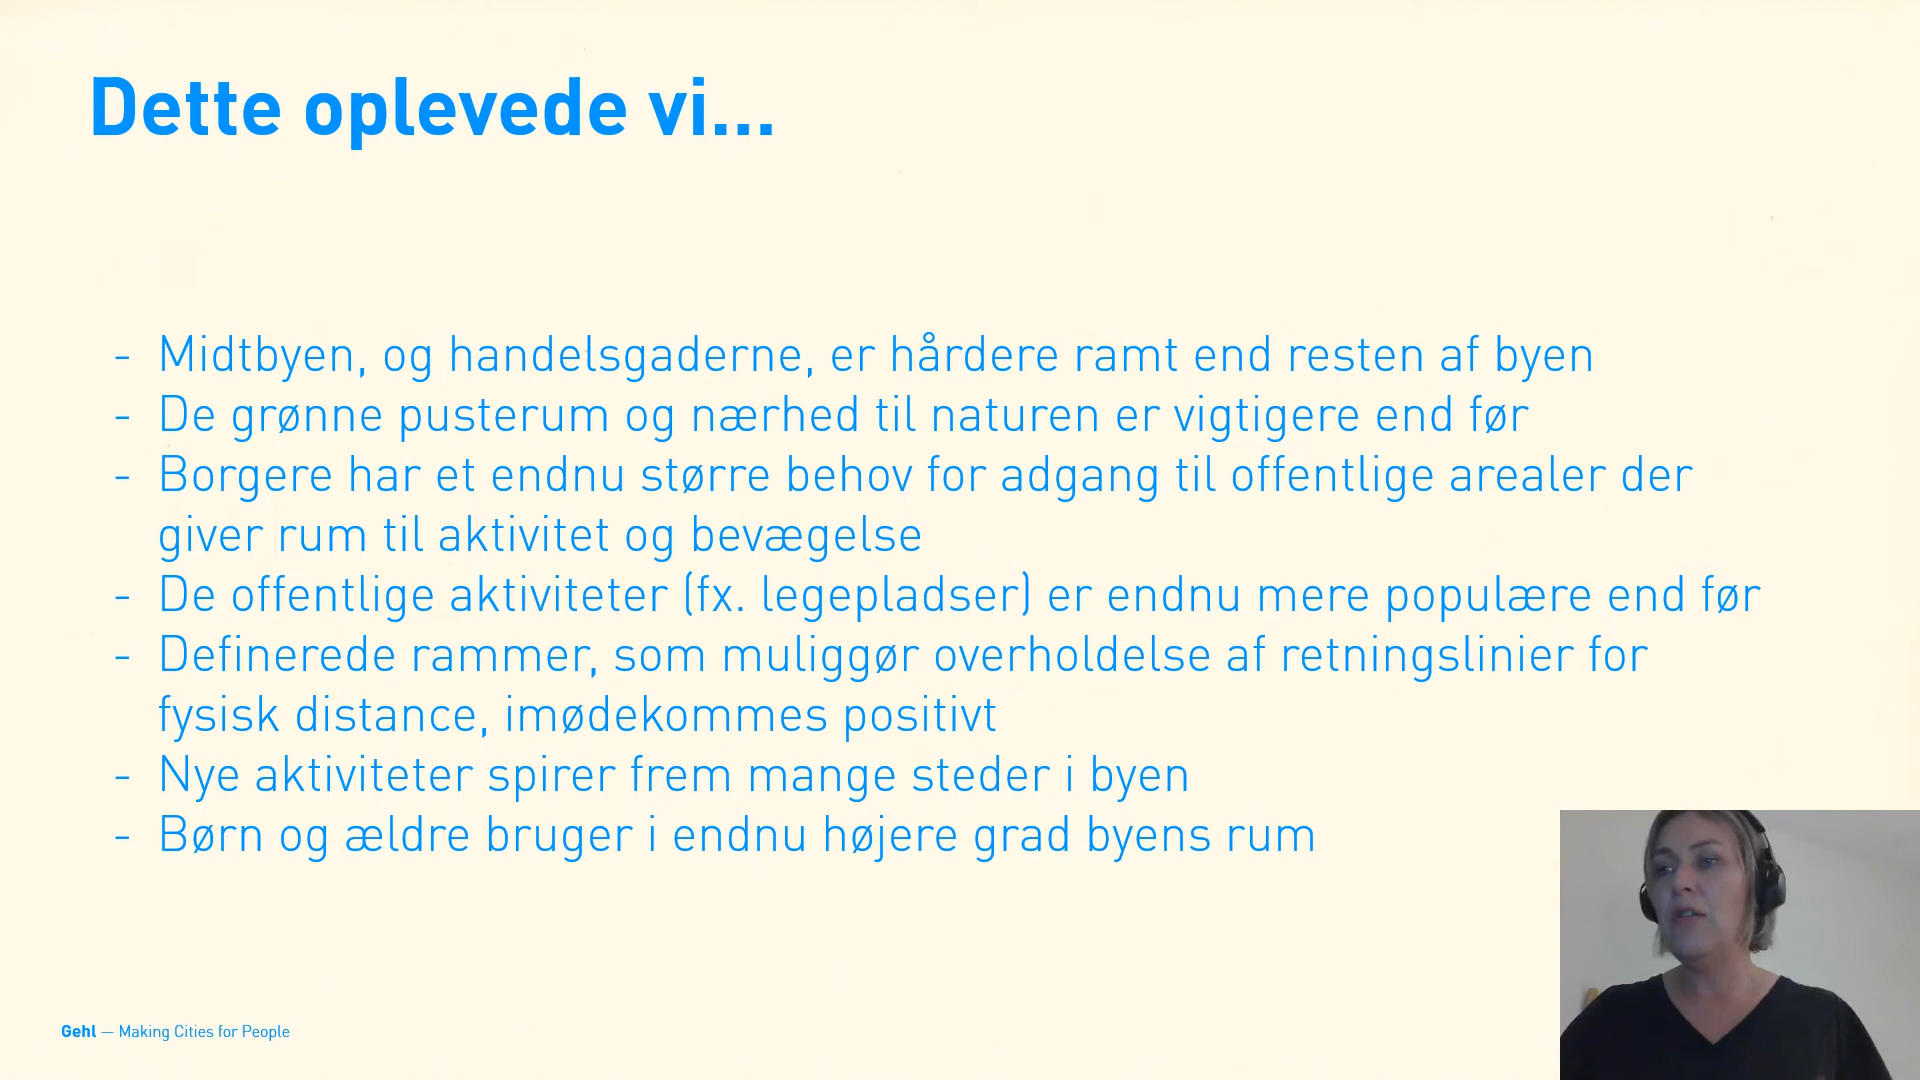 Dette oplevede vi...
- Midtbyen, og handelsgaderne, er hårdere ramt end resten af byen
- De grønne pusterum og nærhed til naturen er vigtigere end før
- Borgere har et endnu større behov for adgang til offentlige arealer der
giver rum til aktivitet og bevægelse
- De offentlige aktiviteter (fx. legepladser) er endnu mere populære end før
- Definerede rammer, som muliggør overholdelse af retningslinier for
fysisk distance, imødekommes positivt
- Nye aktiviteter spirer frem mange steder i byen
- Børn og ældre bruger i endnu højere grad byens rum
Gehl — Making Cities for People